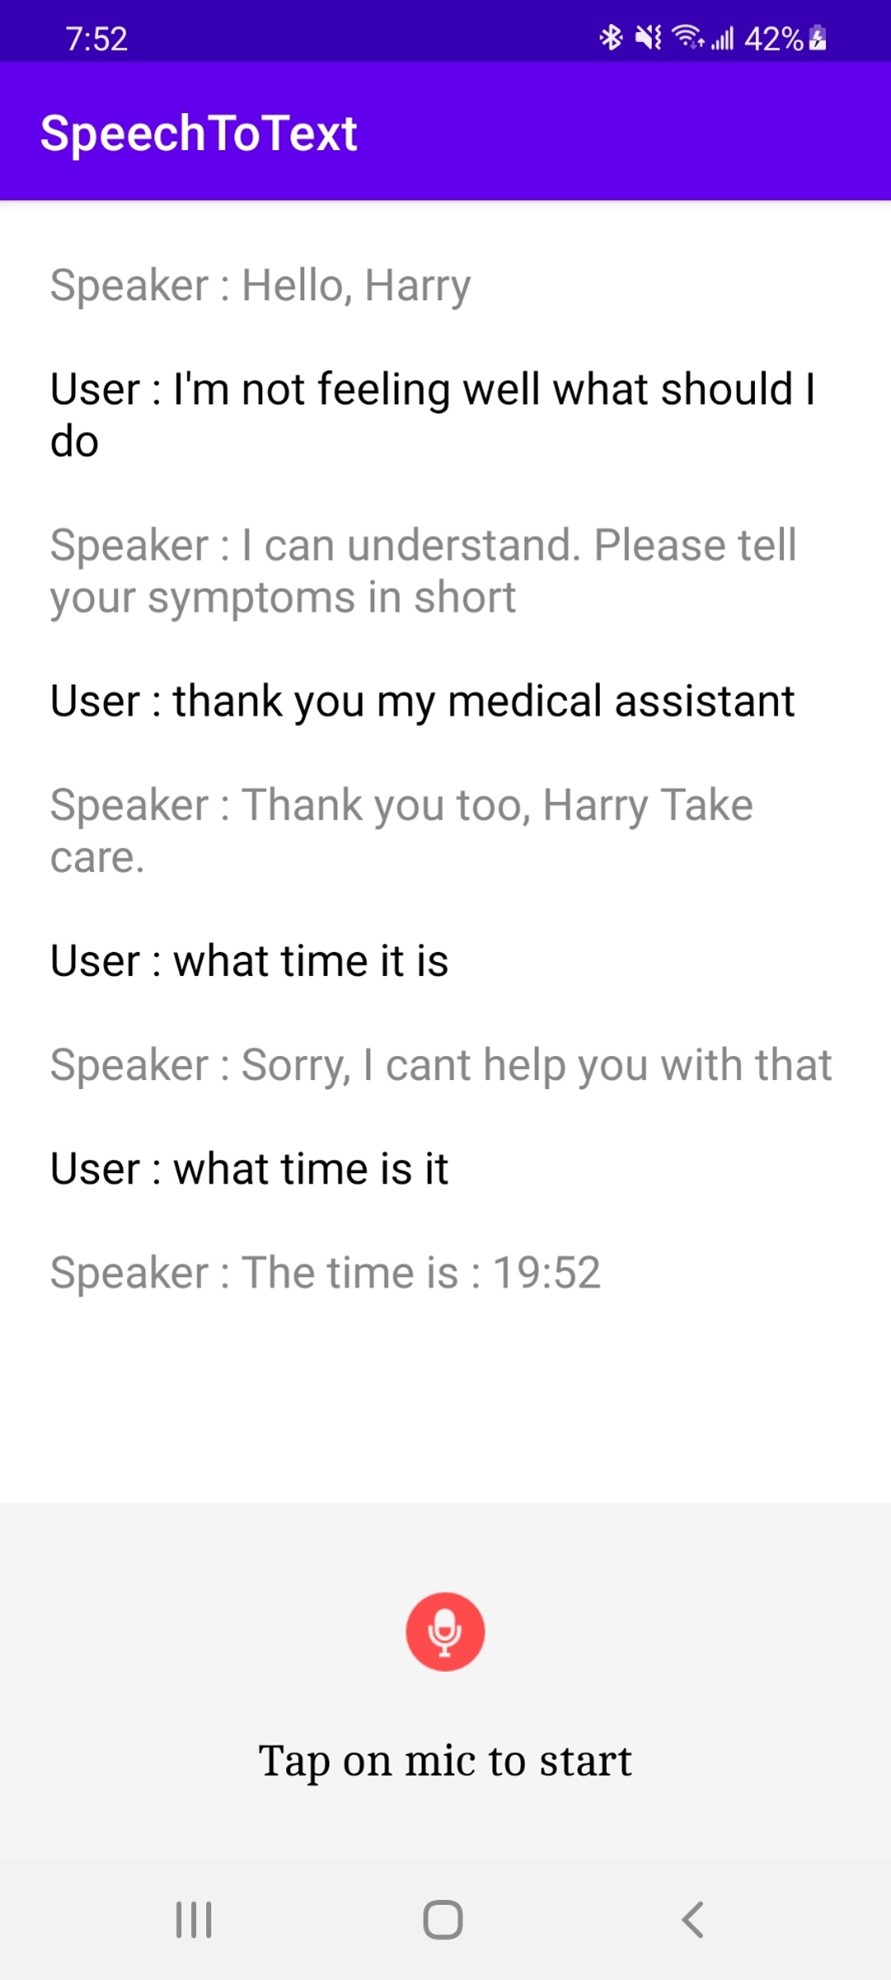 7:52 42%
SpeechToText
Speaker : Hello, Harry
User : I'm not feeling well what should I
do
Speaker : I can understand. Please tell
your symptoms in short
User : thank you my medical assistant
Speaker : Thank you too, Harry Take
care.
User : what time it is
Speaker : Sorry, I cant help you with that
User : what time is it
Speaker : The time is : 19:52
Tap on mic to start